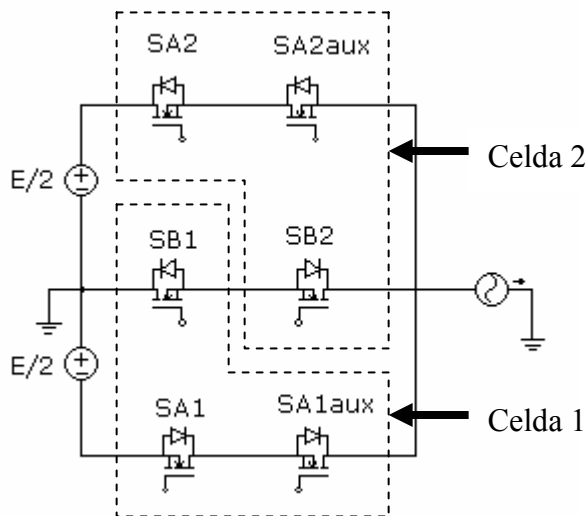 SA2 SA2aux
Celda 2
E/2
SB1 SB2
E/2
SA1 SA1aux
Celda 1